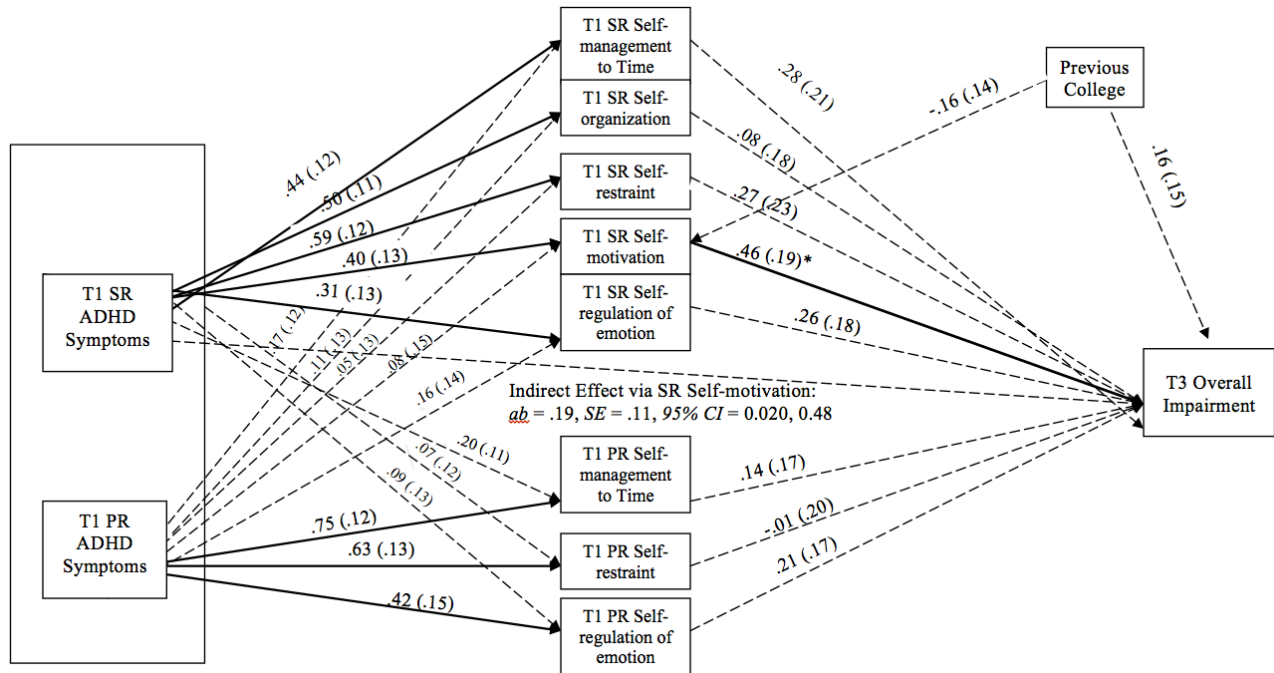 T1 SR Self-
management
to Time
T1 SR Self-
organization
T1 SR Self-
restraint
T1 SR Self-
motivation
T1 SR Self-
regulation of
emotion
Previous
College
T1 SR
ADHD
Symptoms
T1 PR
ADHD
Symptoms
.44 (.12)
.50 (.11)
.59 (.12)
.40 (.13)
.31 (.13)
.17 (.12)
.11 (.13)
.05 (.13)
.08 (.15)
.16 (.14)
.20 (.11)
.07 (.12)
.09 (.13)
.75 (.12)
.63 (.13)
.42 (.15)
.28 (.21)
.08 (.18)
.27 (.23)
.46 (.19)*
.26 (.18)
-.16 (.14)
.16 (.15)
Indirect Effect via SR Self-motivation:
ab = .19, SE = .11, 95% CI = 0.020, 0.48
T1 PR Self-
management
to Time
T1 PR Self-
restraint
T1 PR Self-
regulation of
emotion
.14 (.17)
-.01 (.20)
.21 (.17)
T3 Overall
Impairment